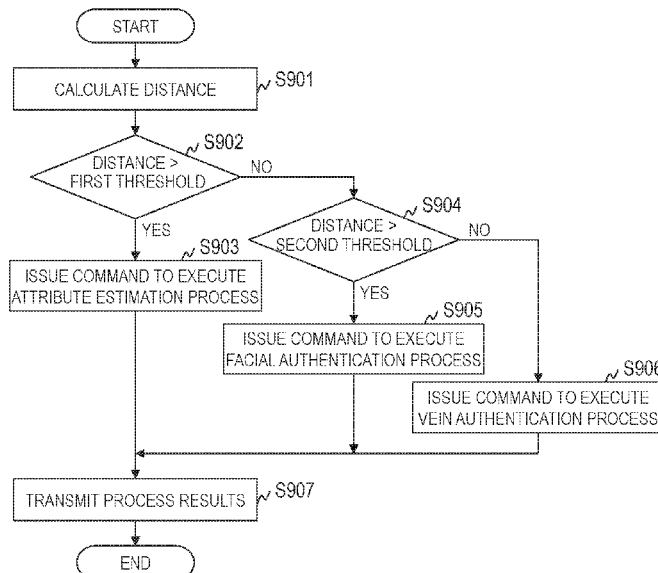 START
CALCULATE DISTANCE
S901
DISTANCE >
FIRST THRESHOLD
S902
NO
YES
DISTANCE >
SECOND THRESHOLD
S904
NO
YES
ISSUE COMMAND TO EXECUTE
ATTRIBUTE ESTIMATION PROCESS
S903
ISSUE COMMAND TO EXECUTE
FACIAL AUTHENTICATION PROCESS
S905
ISSUE COMMAND TO EXECUTE
VEIN AUTHENTICATION PROCESS
S906
TRANSMIT PROCESS RESULTS
S907
END